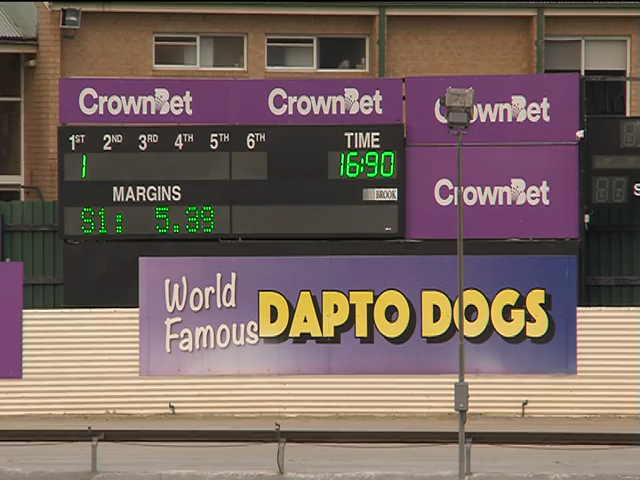 CrownBet CrownBet CrownBet
1ST 2ND 3RD 4TH 5TH 6TH TIME
1 16:90
MARGINS BROOK
S1: 5.39
CrownBet
World
Famous DAPTO DOGS
S